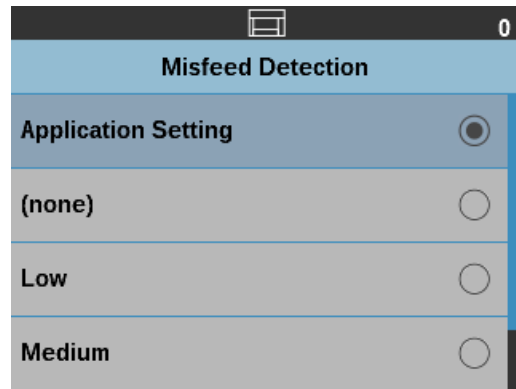 0
Misfeed Detection
Application Setting
(none)
Low
Medium